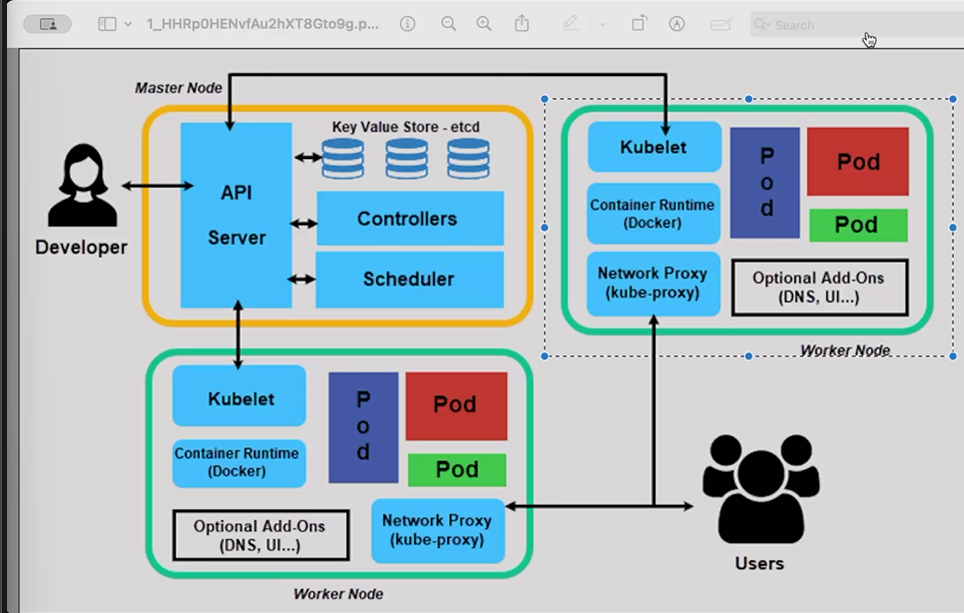 1_HHRp0HENvfAu2hXT8Gto9g.p...
Search
Master Node
Key Value Store - etcd
API
Server
Controllers
Scheduler
Developer
Kubelet
Container Runtime
(Docker)
Network Proxy
(kube-proxy)
P
o
d
Pod
Pod
Optional Add-Ons
(DNS, UI...)
Worker Node
Kubelet
Container Runtime
(Docker)
P
o
d
Pod
Pod
Optional Add-Ons
(DNS, UI...)
Network Proxy
(kube-proxy)
Worker Node
Users